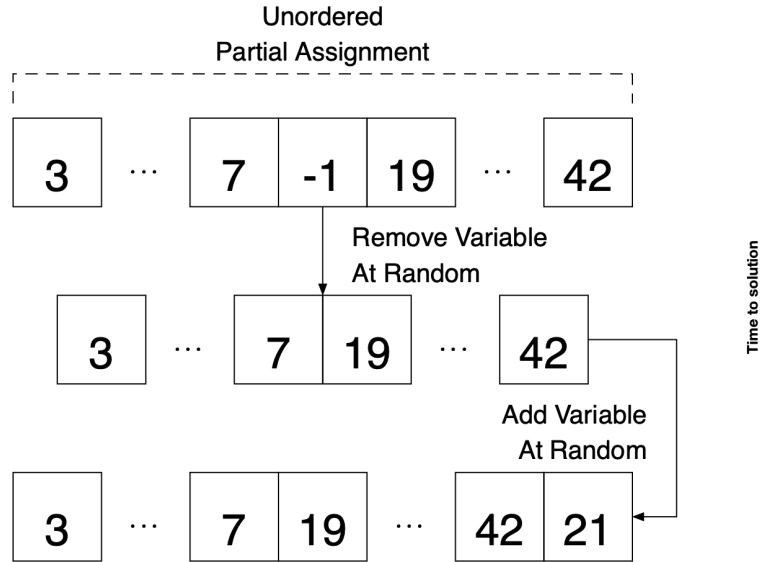 Unordered
Partial Assignment
3 ... 7 -1 19 ... 42
Remove Variable
At Random
3 ... 7 19 ... 42
Add Variable
At Random
3 ... 7 19 ... 42 21
Time to solution